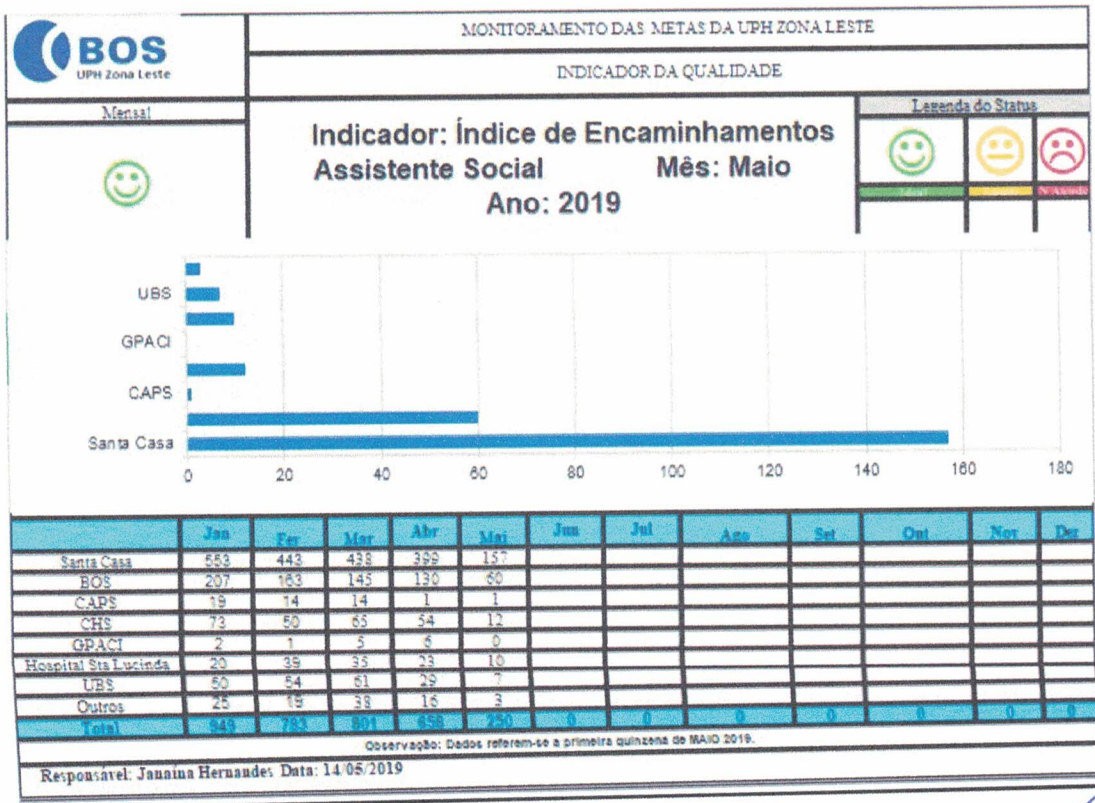 BOS
UPH Zona Leste
MONITORAMENTO DAS METAS DA UPH ZONA LESTE
INDICADOR DA QUALIDADE
Mensal
Indicador: Índice de Encaminhamentos
Assistente Social Mês: Maio
Ano: 2019
Legenda do Status
UBS
GPACI
CAPS
Santa Casa
0 20 40 60 80 100 120 140 160 180
Jan Fer Mar Abr Mai Jun Jul Ago Set Out Nov Der
Santa Casa 553 443 438 399 157
BOS 207 163 145 130 60
CAPS 19 14 14 1 1
CHS 73 50 65 54 12
GPACI 2 1 5 6 0
Hospital Sta Lucinda 20 39 35 23 10
UBS 50 54 61 29 7
Outros 25 19 38 16 3
Total 949 783 801 658 250 0 0 0 0 0 0 0
Observação: Dados referem-se a primeira quinzena de MAIO 2019.
Responsável: Janaína Hernandes Data: 14/05/2019